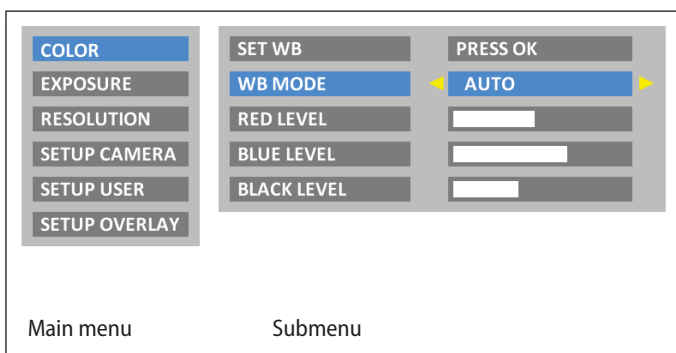 COLOR
EXPOSURE
RESOLUTION
SETUP CAMERA
SETUP USER
SETUP OVERLAY
SET WB PRESS OK
WB MODE AUTO
RED LEVEL
BLUE LEVEL
BLACK LEVEL
Main menu Submenu